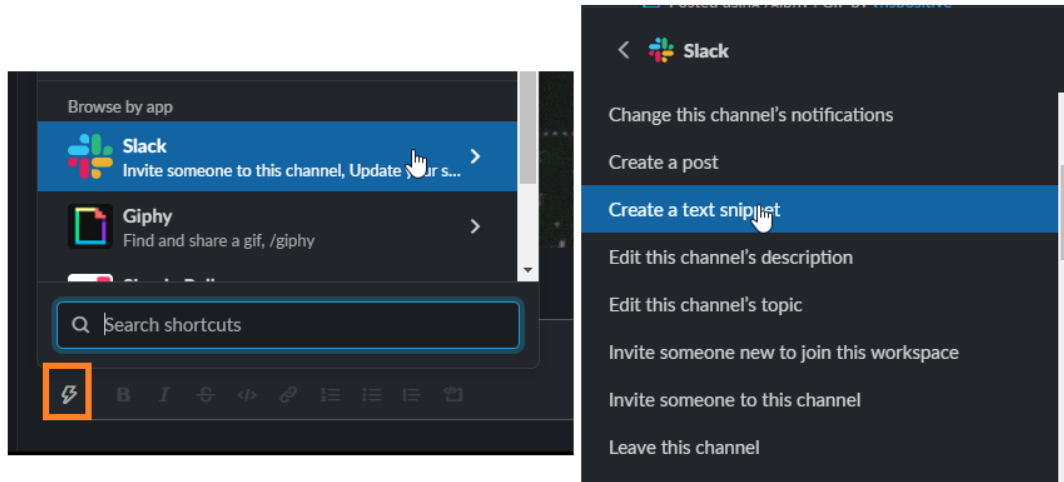 Browse by app
Slack
Invite someone to this channel, Update your s...
Giphy
Find and share a gif, /giphy
Search shortcuts
B I S </>
Slack
Change this channel's notifications
Create a post
Create a text snippet
Edit this channel's description
Edit this channel's topic
Invite someone new to join this workspace
Invite someone to this channel
Leave this channel